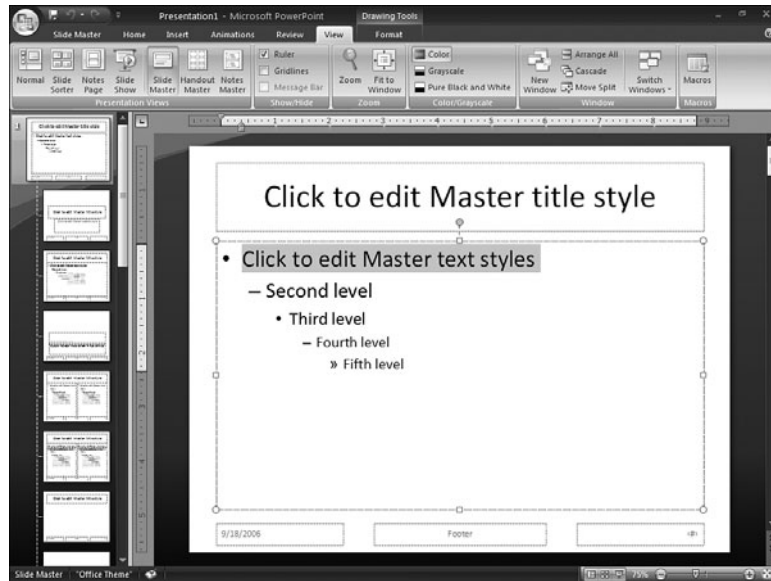 Presentation1 - Microsoft PowerPoint
Drawing Tools
Slide Master Home Insert Animations Review View Format
Normal Slide Sorter Notes Page Slide Show Slide Master Handout Master Notes Master
Presentation Views
Ruler
Gridlines
Message Bar
Show/Hide
Zoom Fit to Window
Zoom
Color
Grayscale
Pure Black and White
Color/Grayscale
New Window
Arrange All
Cascade
Move Split
Switch Windows
Window
Macros
Macros
1
Click to edit Master title style
• Click to edit Master text styles
– Second level
• Third level
– Fourth level
» Fifth level
9/18/2006 Footer ‹#›
Slide Master "Office Theme" 75%